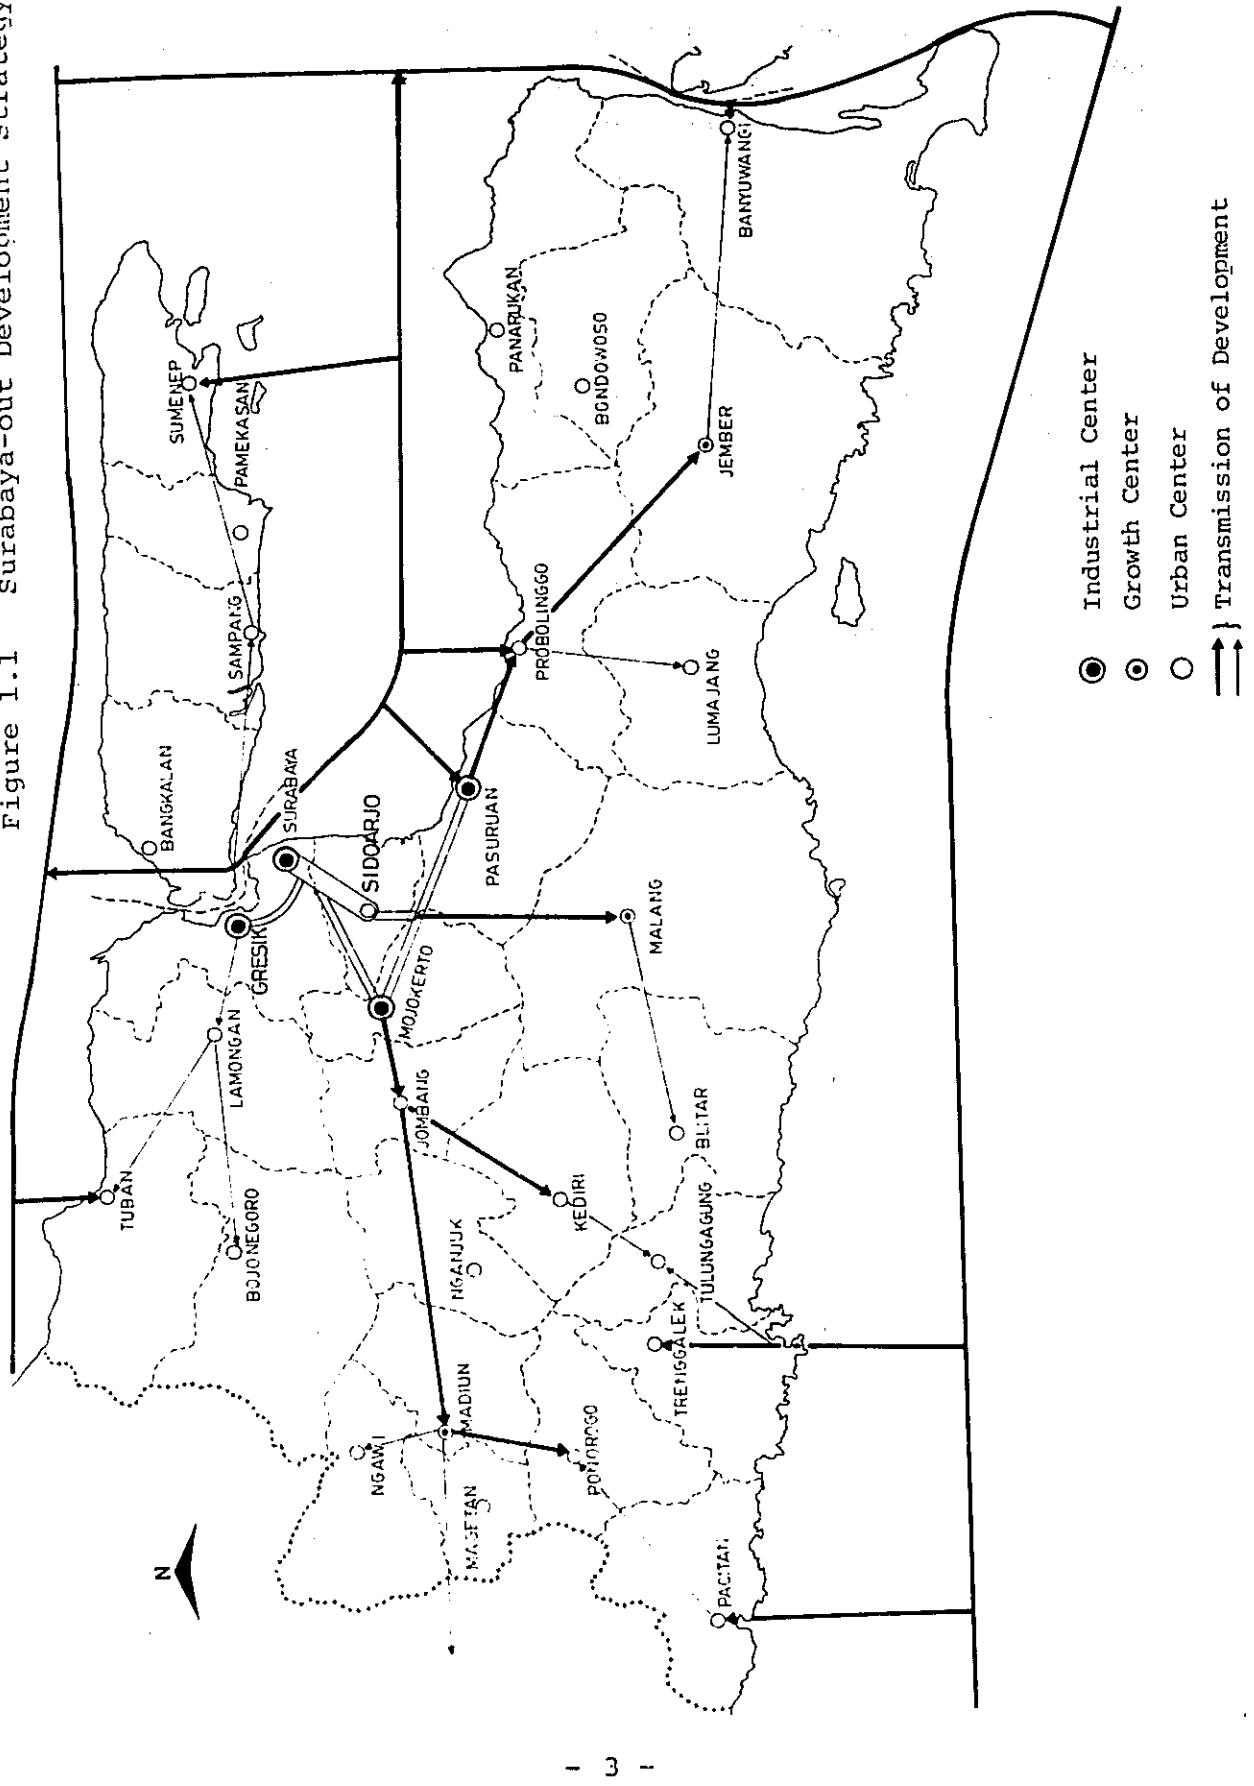 Figure 1.1 Surabaya-out Development strategy
N
TUBAN
BOJONEGORO
LAMONGAN
GRESIK
BANGKALAN
SURABAYA
SAMPANG
PAMEKASAN
SUMENEP
SIDOARJO
MOJOKERTO
JOMBANG
NGANJUK
KEDIRI
NGAWI
MADIUN
MAGETAN
PONOROGO
TRENGGALEK
TULUNGAGUNG
BLITAR
MALANG
PACITAN
PASURUAN
PROBOLINGGO
LUMAJANG
JEMBER
BONDOWOSO
PANARUKAN
BANYUWANGI
Industrial Center
Growth Center
Urban Center
} Transmission of Development
- 3 -